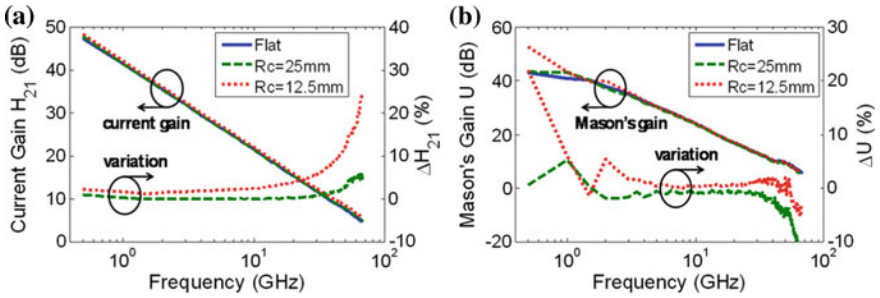 (a)
50
40
30
20
10
0
Current Gain H21 (dB)
40
30
20
10
0
-10
ΔH21 (%)
Flat
Rc=25mm
Rc=12.5mm
current gain
variation
10^0
10^1
10^2
Frequency (GHz)
(b)
60
40
20
0
-20
Mason's Gain U (dB)
30
25
20
15
10
5
0
-5
-10
ΔU (%)
Flat
Rc=25mm
Rc=12.5mm
Mason's gain
variation
10^0
10^1
10^2
Frequency (GHz)